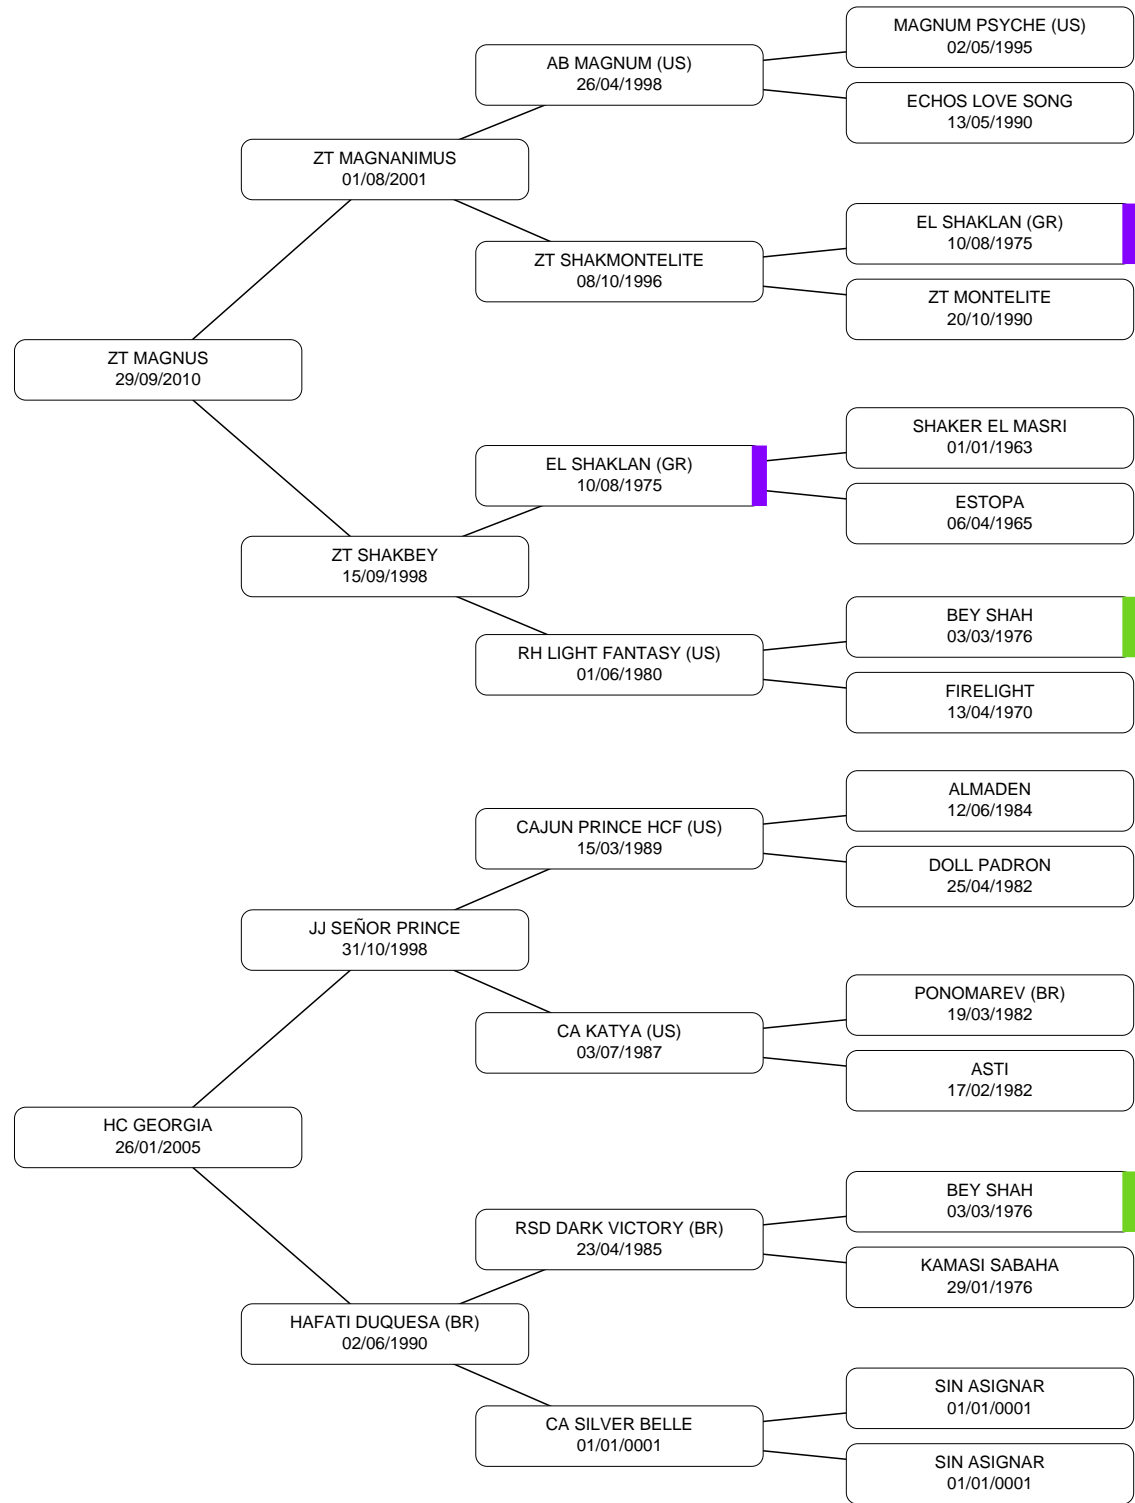 MAGNUM PSYCHE (US)
02/05/1995
AB MAGNUM (US)
26/04/1998
ECHOS LOVE SONG
13/05/1990
ZT MAGNANIMUS
01/08/2001
EL SHAKLAN (GR)
10/08/1975
ZT SHAKMONTELITE
08/10/1996
ZT MONTELITE
20/10/1990
ZT MAGNUS
29/09/2010
SHAKER EL MASRI
01/01/1963
EL SHAKLAN (GR)
10/08/1975
ESTOPA
06/04/1965
ZT SHAKBEY
15/09/1998
BEY SHAH
03/03/1976
RH LIGHT FANTASY (US)
01/06/1980
FIRELIGHT
13/04/1970
ALMADEN
12/06/1984
CAJUN PRINCE HCF (US)
15/03/1989
DOLL PADRON
25/04/1982
JJ SEÑOR PRINCE
31/10/1998
PONOMAREV (BR)
19/03/1982
CA KATYA (US)
03/07/1987
ASTI
17/02/1982
HC GEORGIA
26/01/2005
BEY SHAH
03/03/1976
RSD DARK VICTORY (BR)
23/04/1985
KAMASI SABAHA
29/01/1976
HAFATI DUQUESA (BR)
02/06/1990
SIN ASIGNAR
01/01/0001
CA SILVER BELLE
01/01/0001
SIN ASIGNAR
01/01/0001